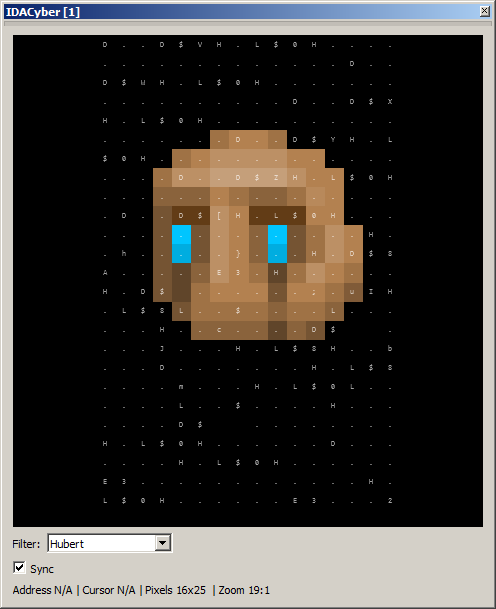 IDACyber [1]
D . . D $ V H . L $ 0 H . . . .
. . . . . . . . . . . . . D . .
D $ W H . L $ 0 H . . . . . . .
. . . . . . . . . . D . . D $ X
H . L $ 0 H . . . . . . . . . .
. . . . . . . D . . D $ Y H . L
$ 0 H . . . . . . . . . . . . .
. . . . D . . D $ I H . L $ 0 H
. . . . . . . . . . . . . . . .
. D . . D $ [ H . L $ 0 H . . .
. . . . . . . . . . . . . . H .
. h . . . . . } . . . H . D $ 8
A . . . . . E 3 . H . . . . . .
H . D $ . . . . . . . ; . u I H
. L $ 8 L . . $ . . . . L . . .
. . . H . . c . . . D $ . . . .
. . . J . . . H . L $ 8 H . . b
. . . D . . . . . . . H . L $ 8
. . . . m . . . H . L $ 0 L . .
. . . . L . . $ . . . . H . . .
. . . . D $ . . . . . . . . . .
H . L $ 0 H . . . . . . D . . .
. . . . H . L $ 0 H . . . . . .
E 3 . . . . . . . . . . . . H .
L $ 0 H . . . . . . E 3 . . . 2
Filter: Hubert
Sync
Address N/A | Cursor N/A | Pixels 16x25 | Zoom 19:1